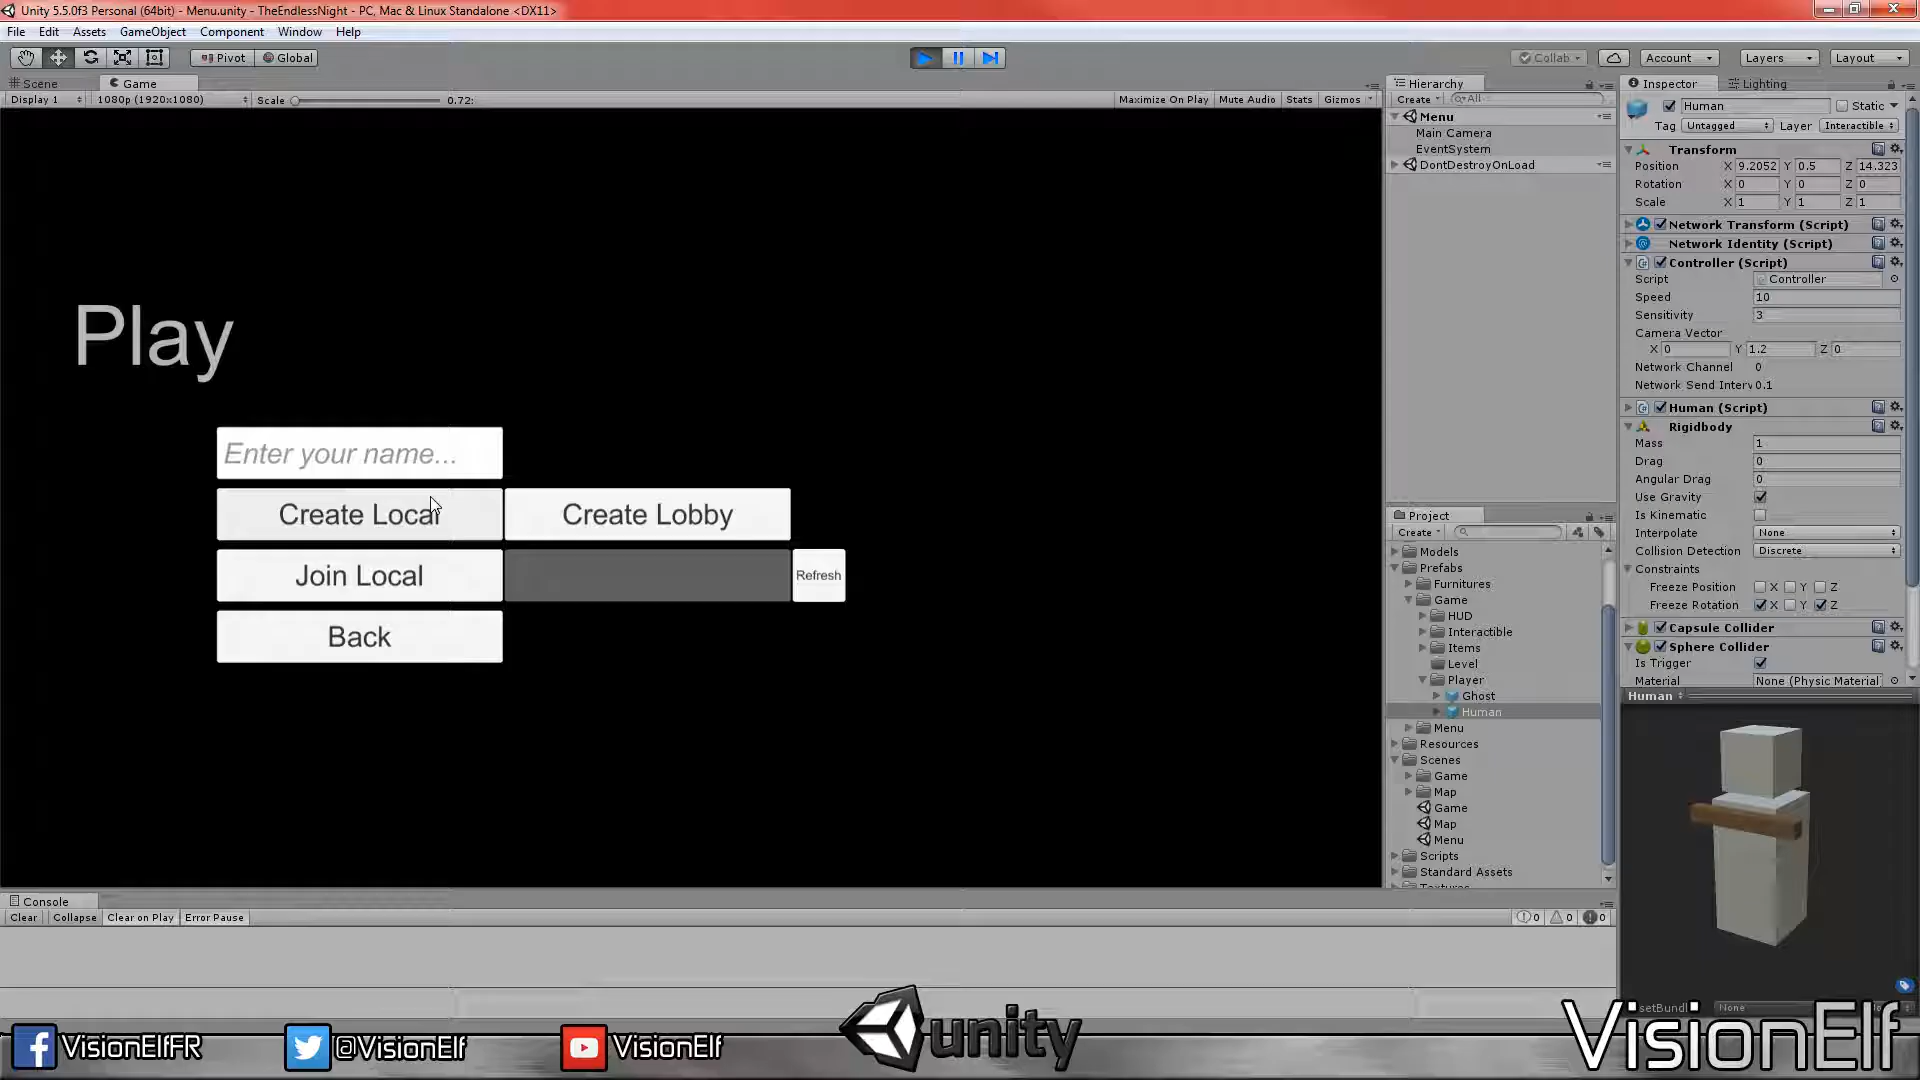 Unity 5.5.0f3 Personal (64bit) - Menu.unity - TheEndlessNight - PC, Mac & Linux Standalone <DX11>
File Edit Assets GameObject Component Window Help
Pivot Global Collab Account Layers Layout
Scene Game
Display 1 1080p (1920x1080) Scale 0.72: Maximize On Play Mute Audio Stats Gizmos
Play
Enter your name...
Create Local Create Lobby
Join Local Refresh
Back
Hierarchy
Create All
Menu
Main Camera
EventSystem
DontDestroyOnLoad
Project
Create
Models
Prefabs
Furnitures
Game
HUD
Interactible
Items
Level
Player
Ghost
Human
Menu
Resources
Scenes
Game
Map
Game
Map
Menu
Scripts
Standard Assets
Textures
Inspector Lighting
Human Static
Tag Untagged Layer Interactible
Transform
Position X 9.2052 Y 0.5 Z 14.323
Rotation X 0 Y 0 Z 0
Scale X 1 Y 1 Z 1
Network Transform (Script)
Network Identity (Script)
Controller (Script)
Script Controller
Speed 10
Sensitivity 3
Camera Vector
X 0 Y 1.2 Z 0
Network Channel 0
Network Send Interv 0.1
Human (Script)
Rigidbody
Mass 1
Drag 0
Angular Drag 0
Use Gravity
Is Kinematic
Interpolate None
Collision Detection Discrete
Constraints
Freeze Position X Y Z
Freeze Rotation X Y Z
Capsule Collider
Sphere Collider
Is Trigger
Material None (Physic Material
Human
setBundl None
Console
Clear Collapse Clear on Play Error Pause 0 0 0
VisionElfFR @VisionElf VisionElf unity VisionElf